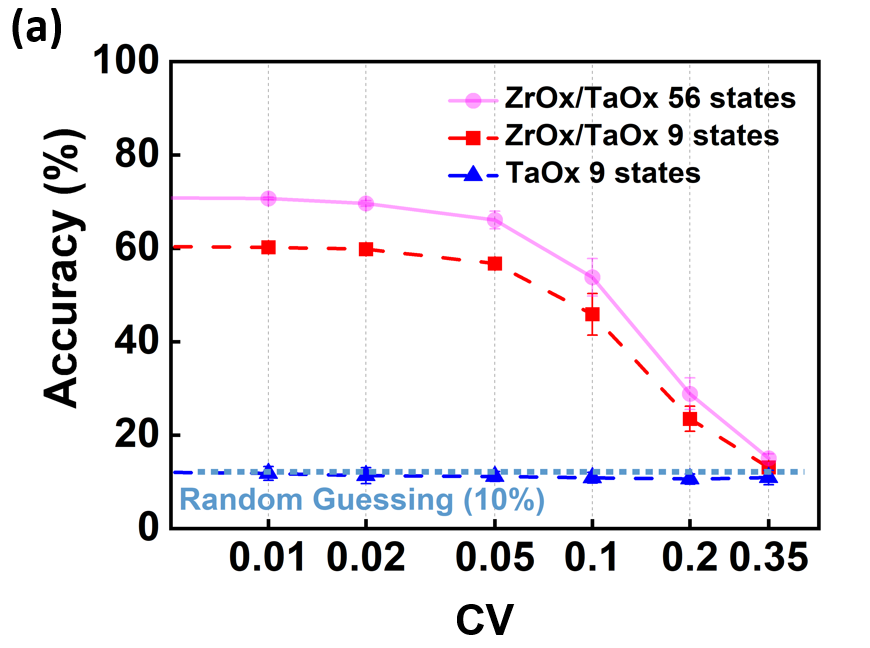 (a)
100
80
60
40
20
0
Accuracy (%)
ZrOx/TaOx 56 states
ZrOx/TaOx 9 states
TaOx 9 states
Random Guessing (10%)
0.01 0.02 0.05 0.1 0.2 0.35
CV